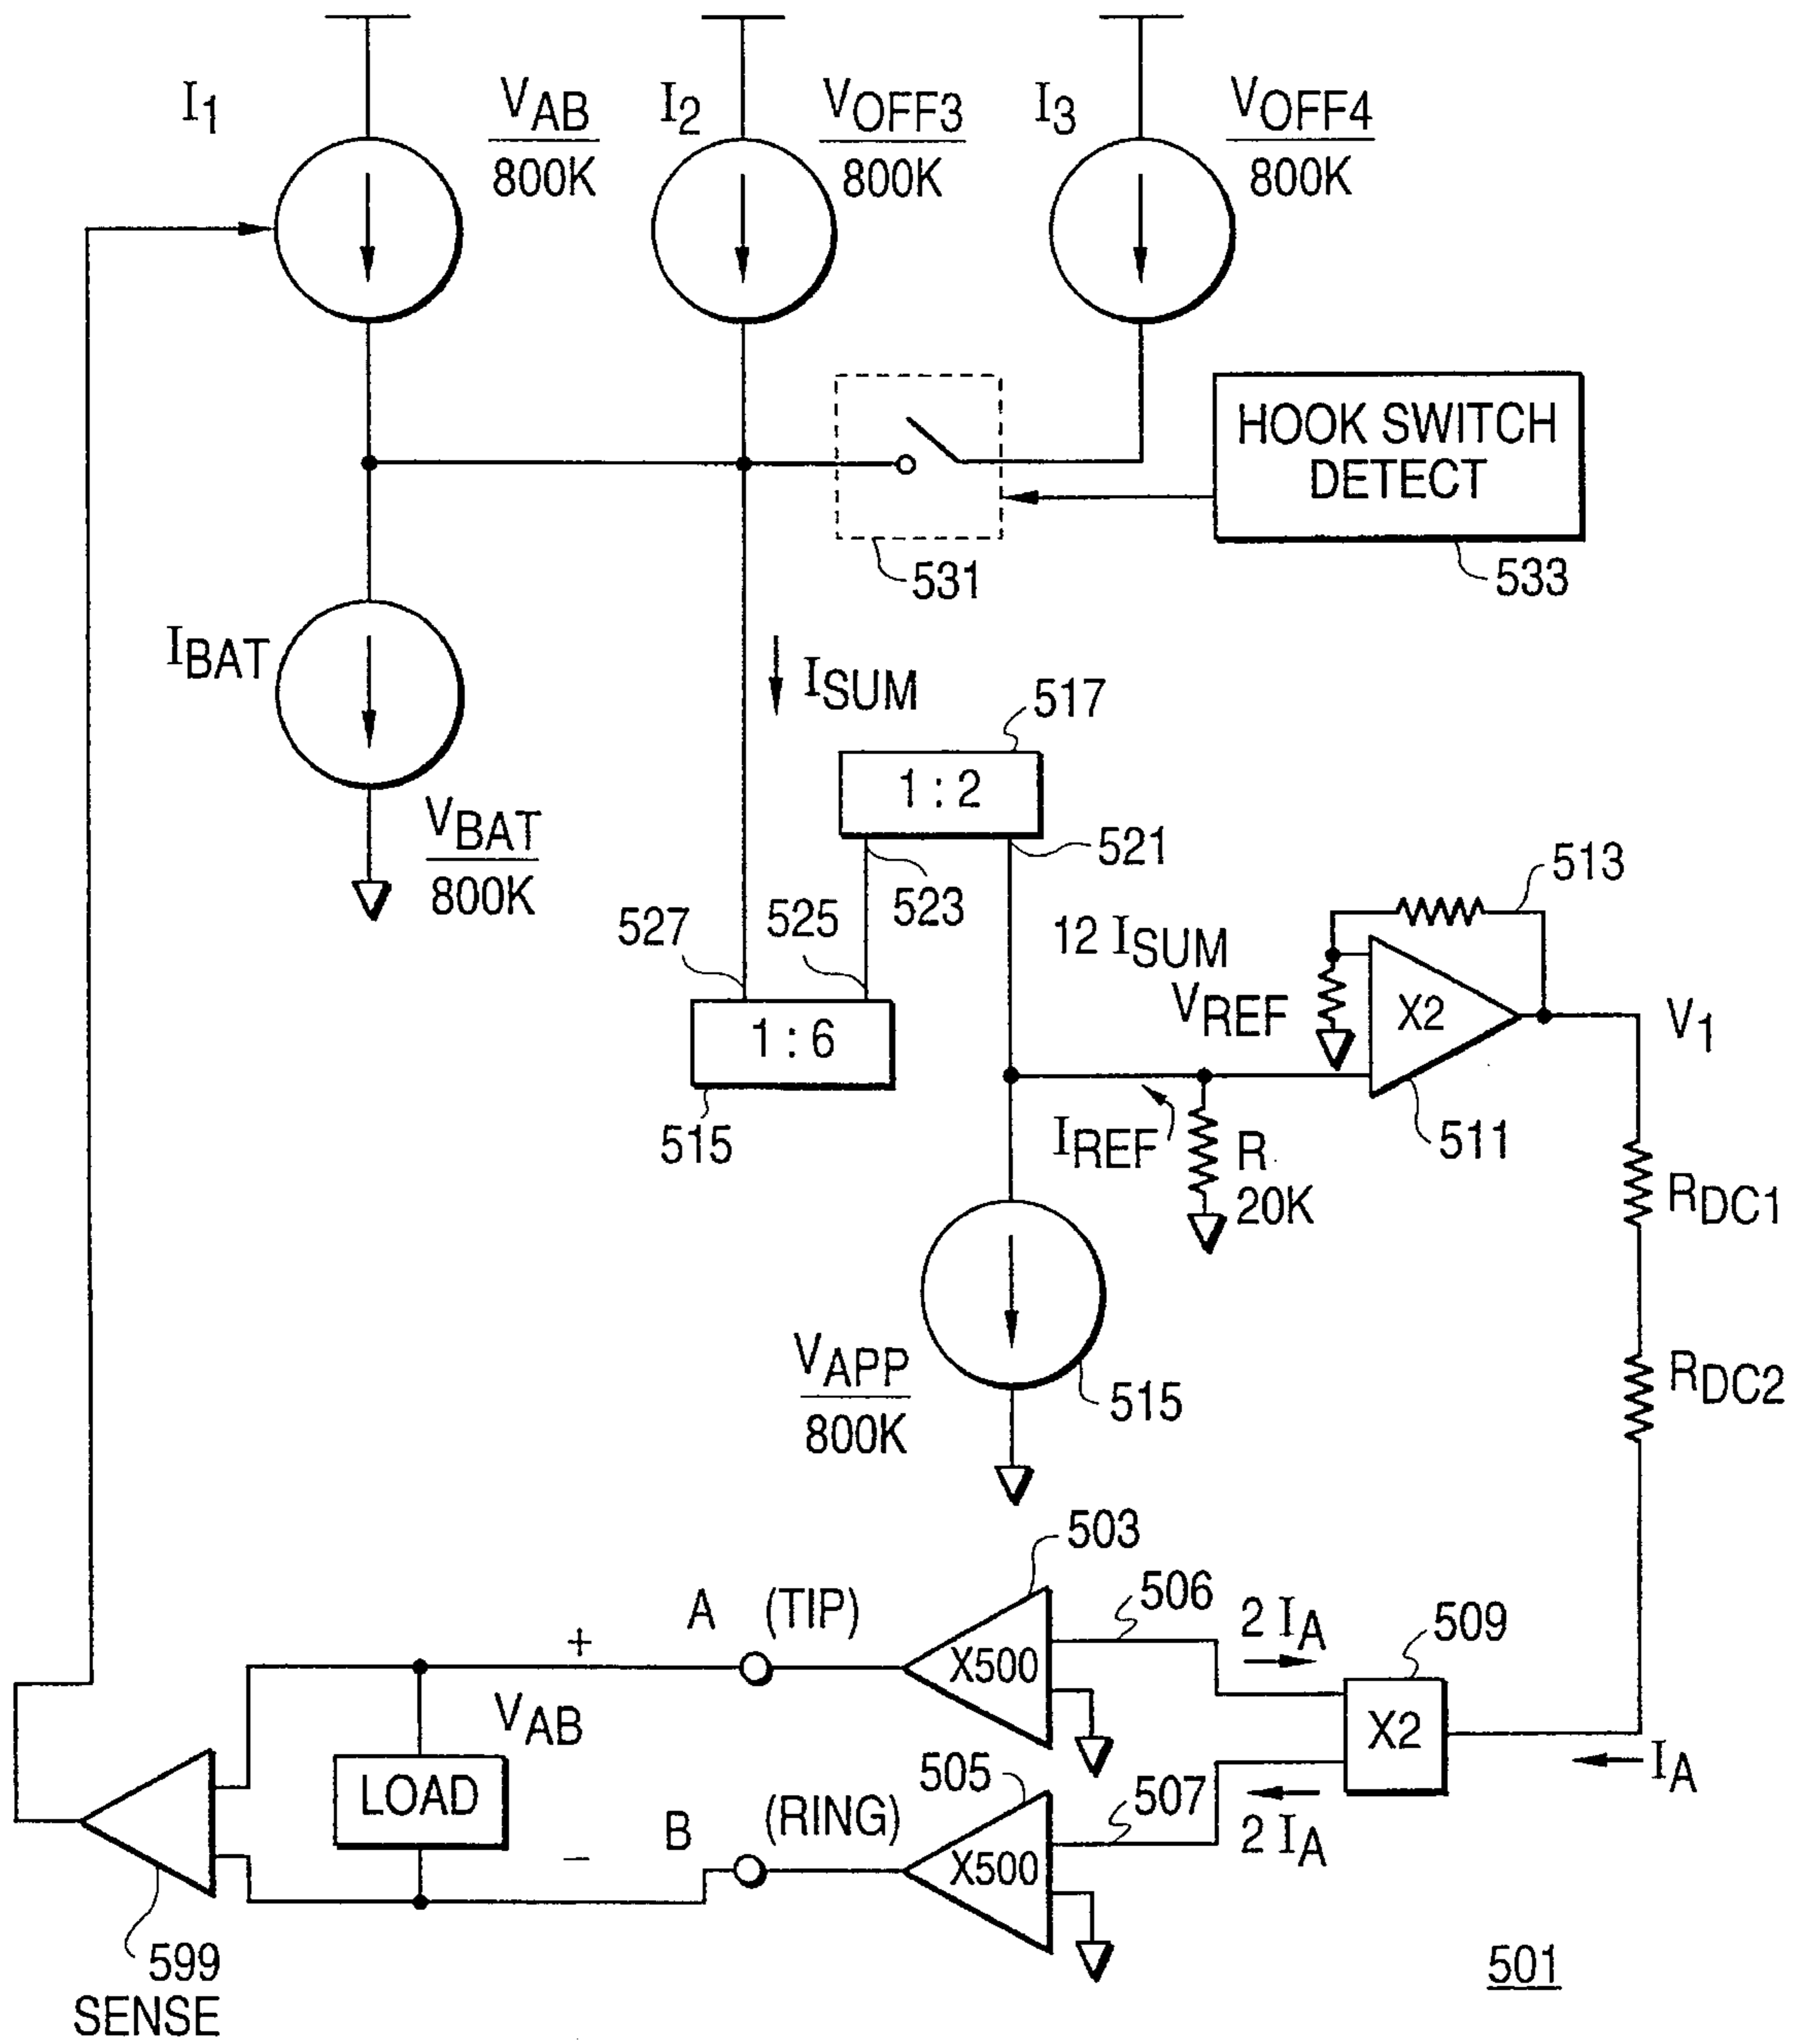 I1
VAB
800K
I2
VOFF3
800K
I3
VOFF4
800K
HOOK SWITCH
DETECT
531
533
IBAT
VBAT
800K
ISUM
517
1 : 2
521
523
527
525
1 : 6
515
12 ISUM
VREF
513
X2
V1
511
IREF
R
20K
RDC1
RDC2
VAPP
800K
515
503
A (TIP)
X500
506
2 IA
509
X2
IA
+
VAB
LOAD
−
505
B
(RING)
X500
507
2 IA
599
SENSE
501